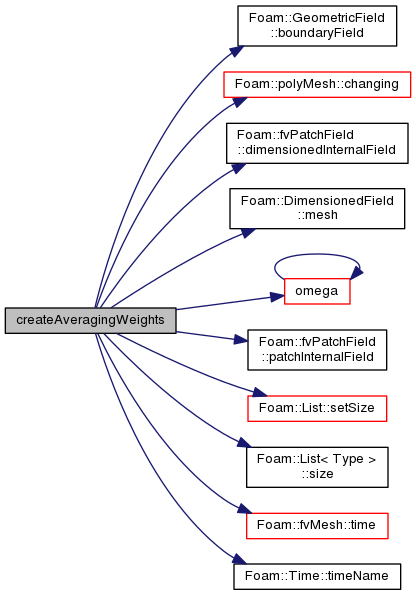 Foam::GeometricField
::boundaryField
Foam::polyMesh::changing
Foam::fvPatchField
::dimensionedInternalField
Foam::DimensionedField
::mesh
omega
createAveragingWeights
Foam::fvPatchField
::patchInternalField
Foam::List::setSize
Foam::List< Type >
::size
Foam::fvMesh::time
Foam::Time::timeName